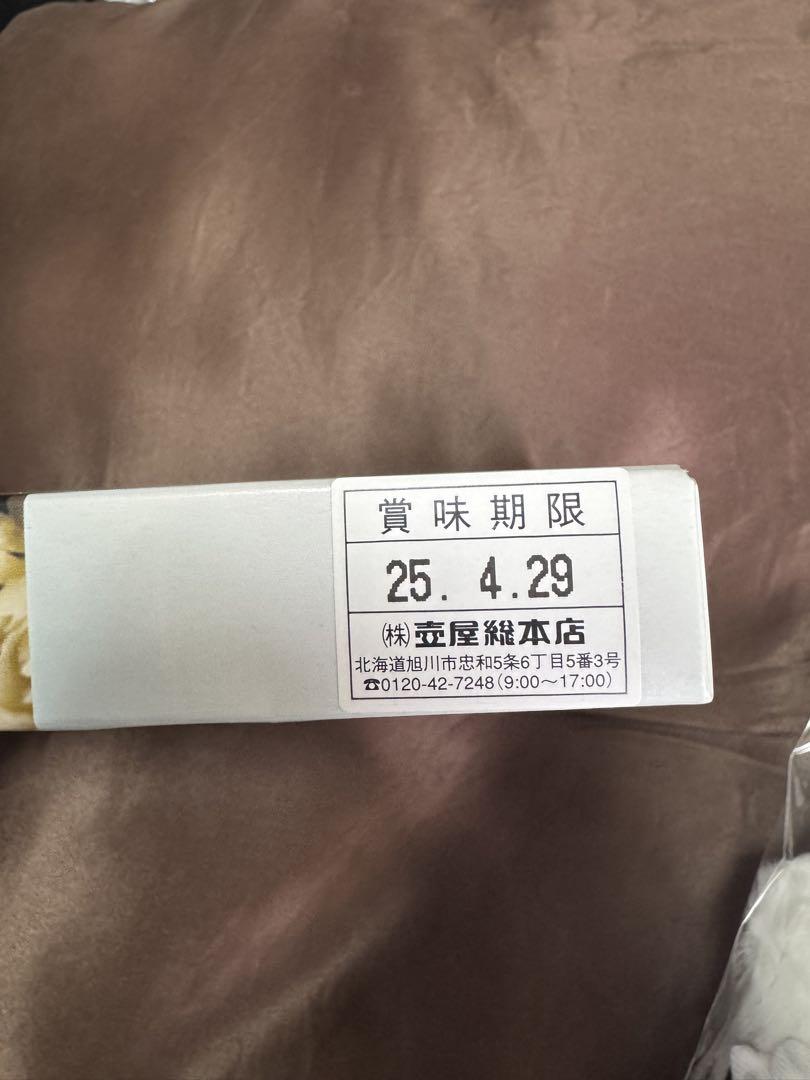 賞味期限
25. 4.29
㈱壺屋総本店
北海道旭川市忠和5条6丁目5番3号
☎0120-42-7248(9:00〜17:00)